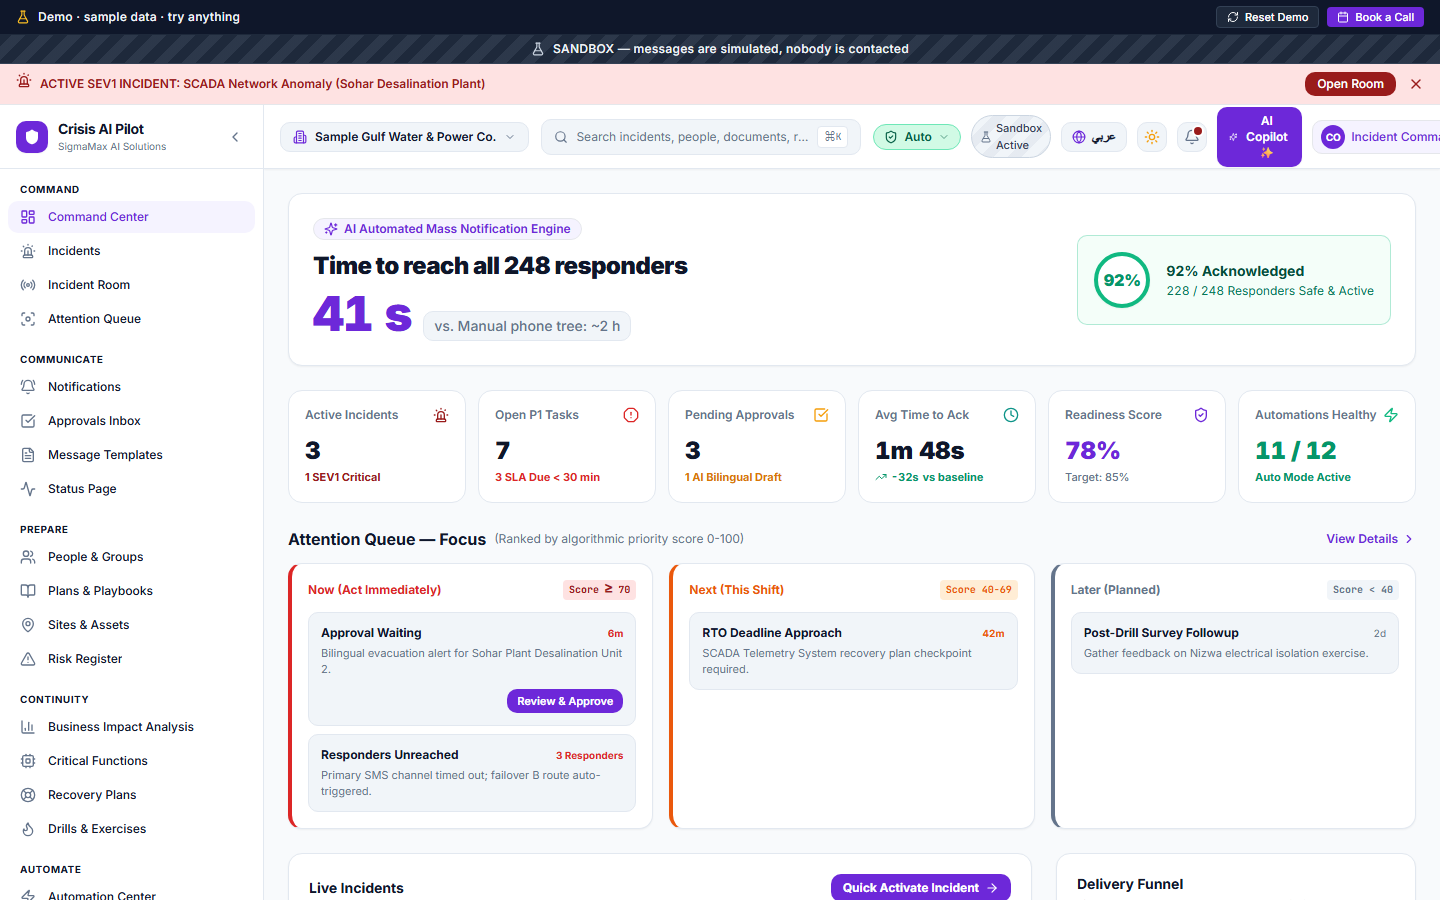 Demo · sample data · try anything
Reset Demo
Book a Call
SANDBOX — messages are simulated, nobody is contacted
ACTIVE SEV1 INCIDENT: SCADA Network Anomaly (Sohar Desalination Plant)
Open Room
Crisis AI Pilot
SigmaMax AI Solutions
Sample Gulf Water & Power Co.
Search incidents, people, documents, r...
⌘K
Auto
Sandbox
Active
عربي
AI
Copilot
✨
CO
Incident Comma
COMMAND
Command Center
Incidents
Incident Room
Attention Queue
COMMUNICATE
Notifications
Approvals Inbox
Message Templates
Status Page
PREPARE
People & Groups
Plans & Playbooks
Sites & Assets
Risk Register
CONTINUITY
Business Impact Analysis
Critical Functions
Recovery Plans
Drills & Exercises
AUTOMATE
Automation Center
AI Automated Mass Notification Engine
Time to reach all 248 responders
41 s
vs. Manual phone tree: ~2 h
92%
92% Acknowledged
228 / 248 Responders Safe & Active
Active Incidents
3
1 SEV1 Critical
Open P1 Tasks
7
3 SLA Due < 30 min
Pending Approvals
3
1 AI Bilingual Draft
Avg Time to Ack
1m 48s
-32s vs baseline
Readiness Score
78%
Target: 85%
Automations Healthy
11 / 12
Auto Mode Active
Attention Queue — Focus
(Ranked by algorithmic priority score 0-100)
View Details
Now (Act Immediately)
Score ≥ 70
Approval Waiting
6m
Bilingual evacuation alert for Sohar Plant Desalination Unit
2.
Review & Approve
Responders Unreached
3 Responders
Primary SMS channel timed out; failover B route auto-
triggered.
Next (This Shift)
Score 40-69
RTO Deadline Approach
42m
SCADA Telemetry System recovery plan checkpoint
required.
Later (Planned)
Score < 40
Post-Drill Survey Followup
2d
Gather feedback on Nizwa electrical isolation exercise.
Live Incidents
Quick Activate Incident
Delivery Funnel